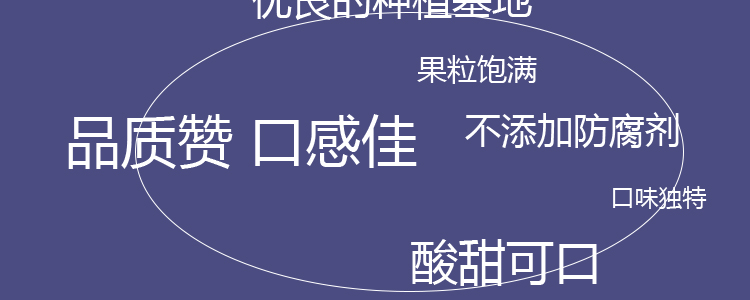 优良的种植基地
果粒饱满
品质赞 口感佳
不添加防腐剂
口味独特
酸甜可口